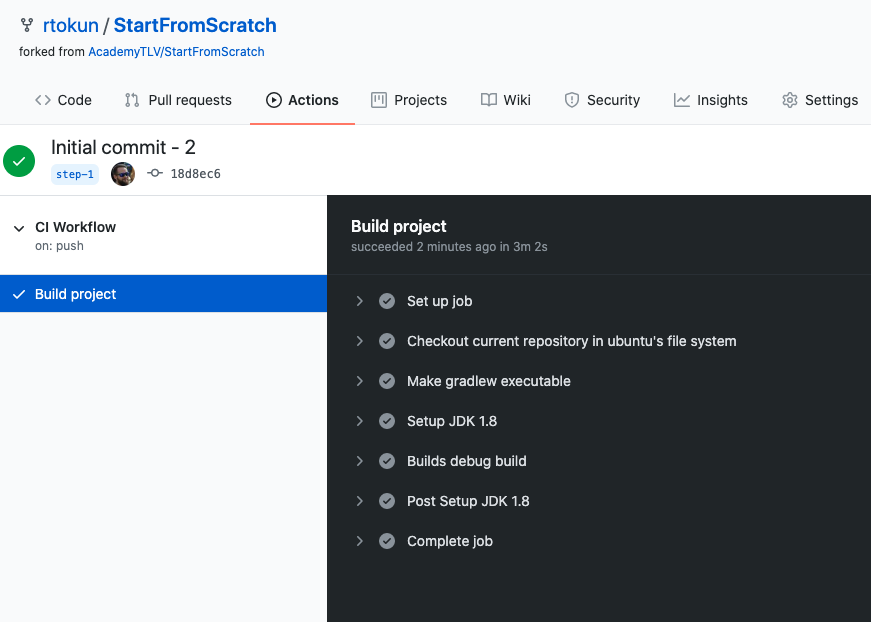 rtokun / StartFromScratch
forked from AcademyTLV/StartFromScratch
Code Pull requests Actions Projects Wiki Security Insights Settings
Initial commit - 2
step-1 18d8ec6
CI Workflow
on: push
Build project
Build project
succeeded 2 minutes ago in 3m 2s
Set up job
Checkout current repository in ubuntu's file system
Make gradlew executable
Setup JDK 1.8
Builds debug build
Post Setup JDK 1.8
Complete job